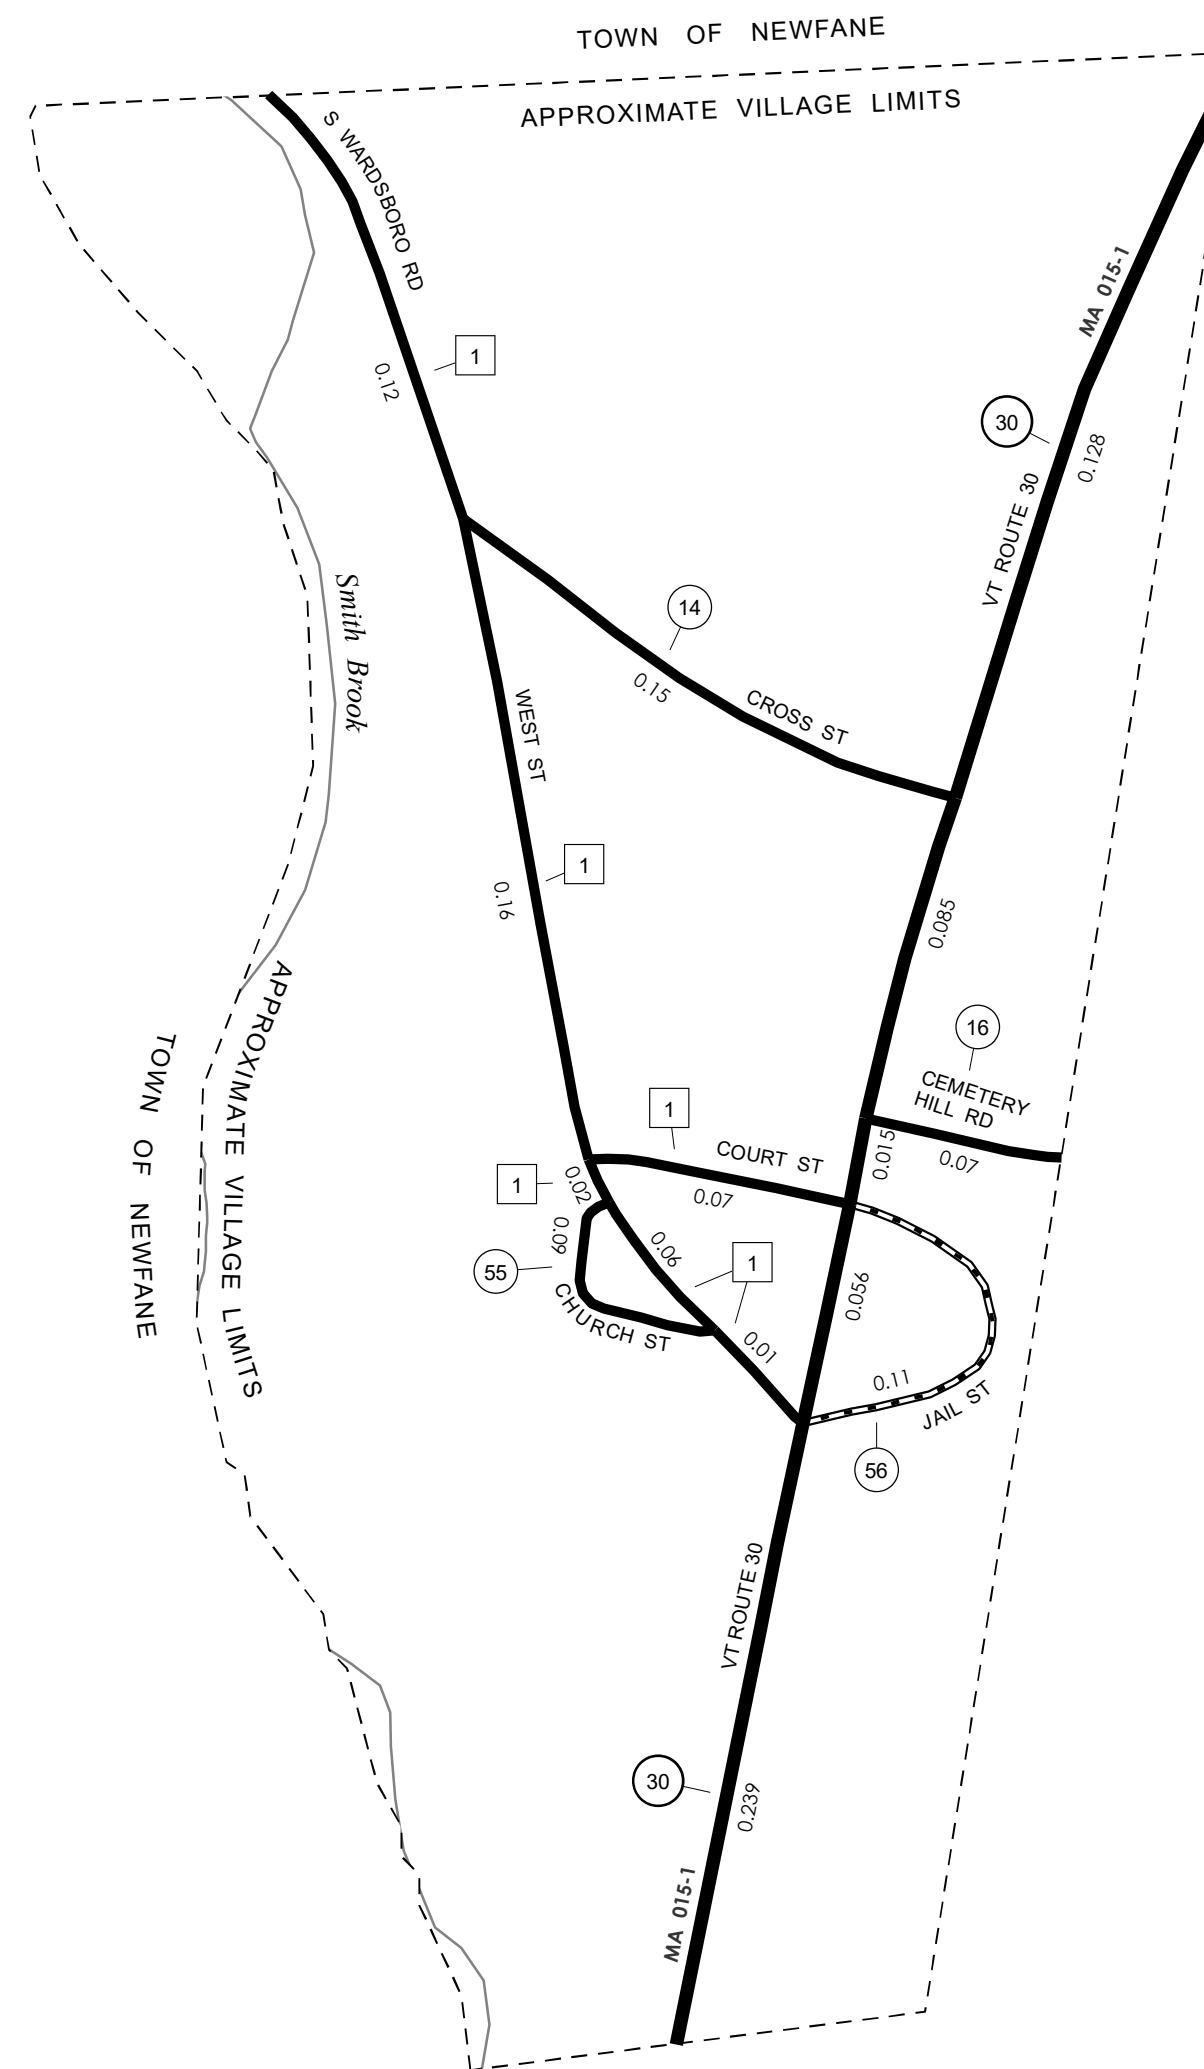 TOWN OF NEWFANE
APPROXIMATE VILLAGE LIMITS
S WARDSBORO RD
MA 015-1
1
0.12
30
0.128
VT ROUTE 30
Smith Brook
14
0.15
CROSS ST
WEST ST
1
0.16
0.085
APPROXIMATE VILLAGE LIMITS
TOWN OF NEWFANE
16
CEMETERY
HILL RD
0.07
0.015
1
COURT ST
0.07
1
0.02
0.09
55
CHURCH ST
0.06
1
0.01
0.056
0.11
JAIL ST
56
VT ROUTE 30
30
0.239
MA 015-1